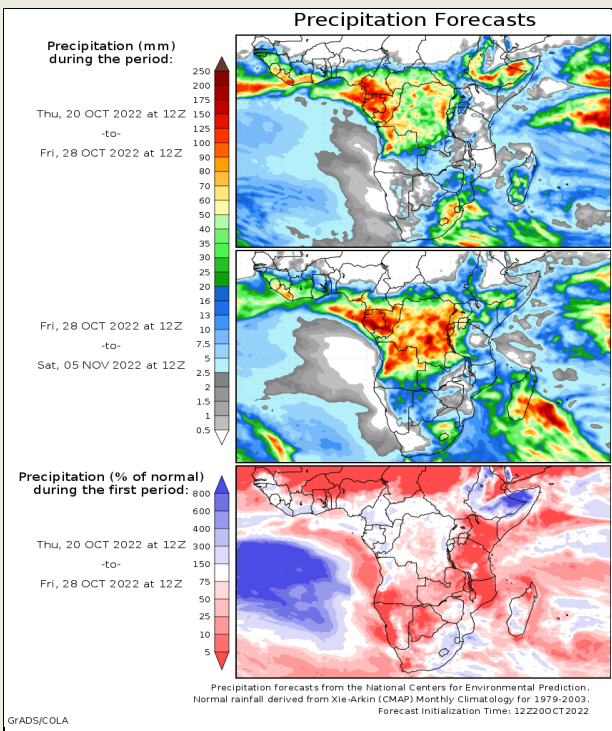 Precipitation Forecasts
Precipitation (mm)
during the period:
Thu, 20 OCT 2022 at 12Z
-to-
Fri, 28 OCT 2022 at 12Z
250
200
175
150
125
100
90
80
70
60
50
40
35
30
25
20
16
13
10
7.5
5
2.5
2
1.5
1
0.5
Fri, 28 OCT 2022 at 12Z
-to-
Sat, 05 NOV 2022 at 12Z
Precipitation (% of normal)
during the first period:
Thu, 20 OCT 2022 at 12Z
-to-
Fri, 28 OCT 2022 at 12Z
800
600
400
300
150
75
50
25
10
5
Precipitation forecasts from the National Centers for Environmental Prediction.
Normal rainfall derived from Xie-Arkin (CMAP) Monthly Climatology for 1979-2003.
Forecast Initialization Time: 12Z20OCT2022
GrADS/COLA